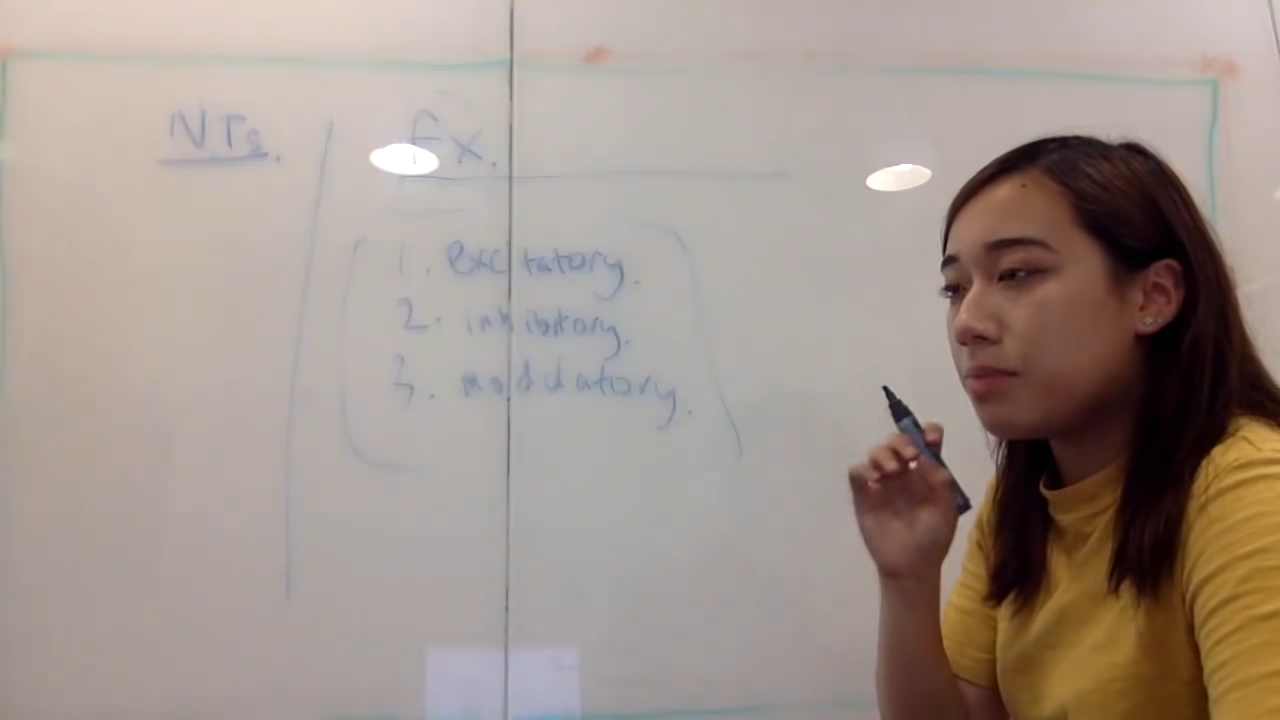 NTs.
fx.
1. Excitatory.
2. inhibitory.
3. modulatory.